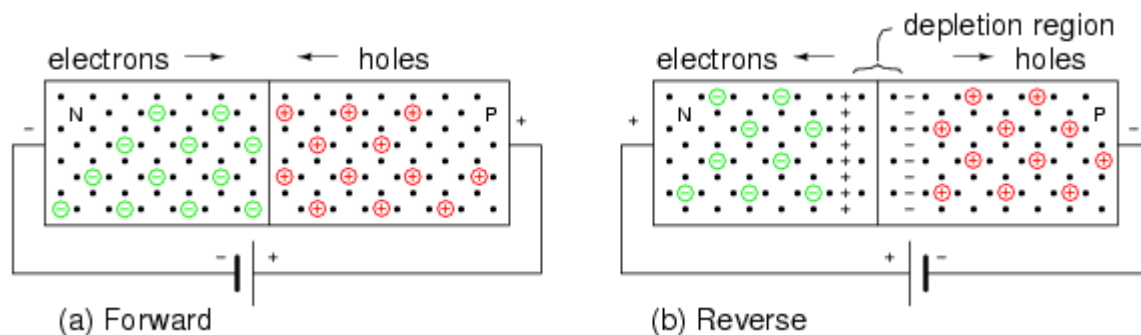 electrons → ← holes
N P
- +
- +
(a) Forward
depletion region
electrons ← → holes
N P
+ -
+ -
(b) Reverse